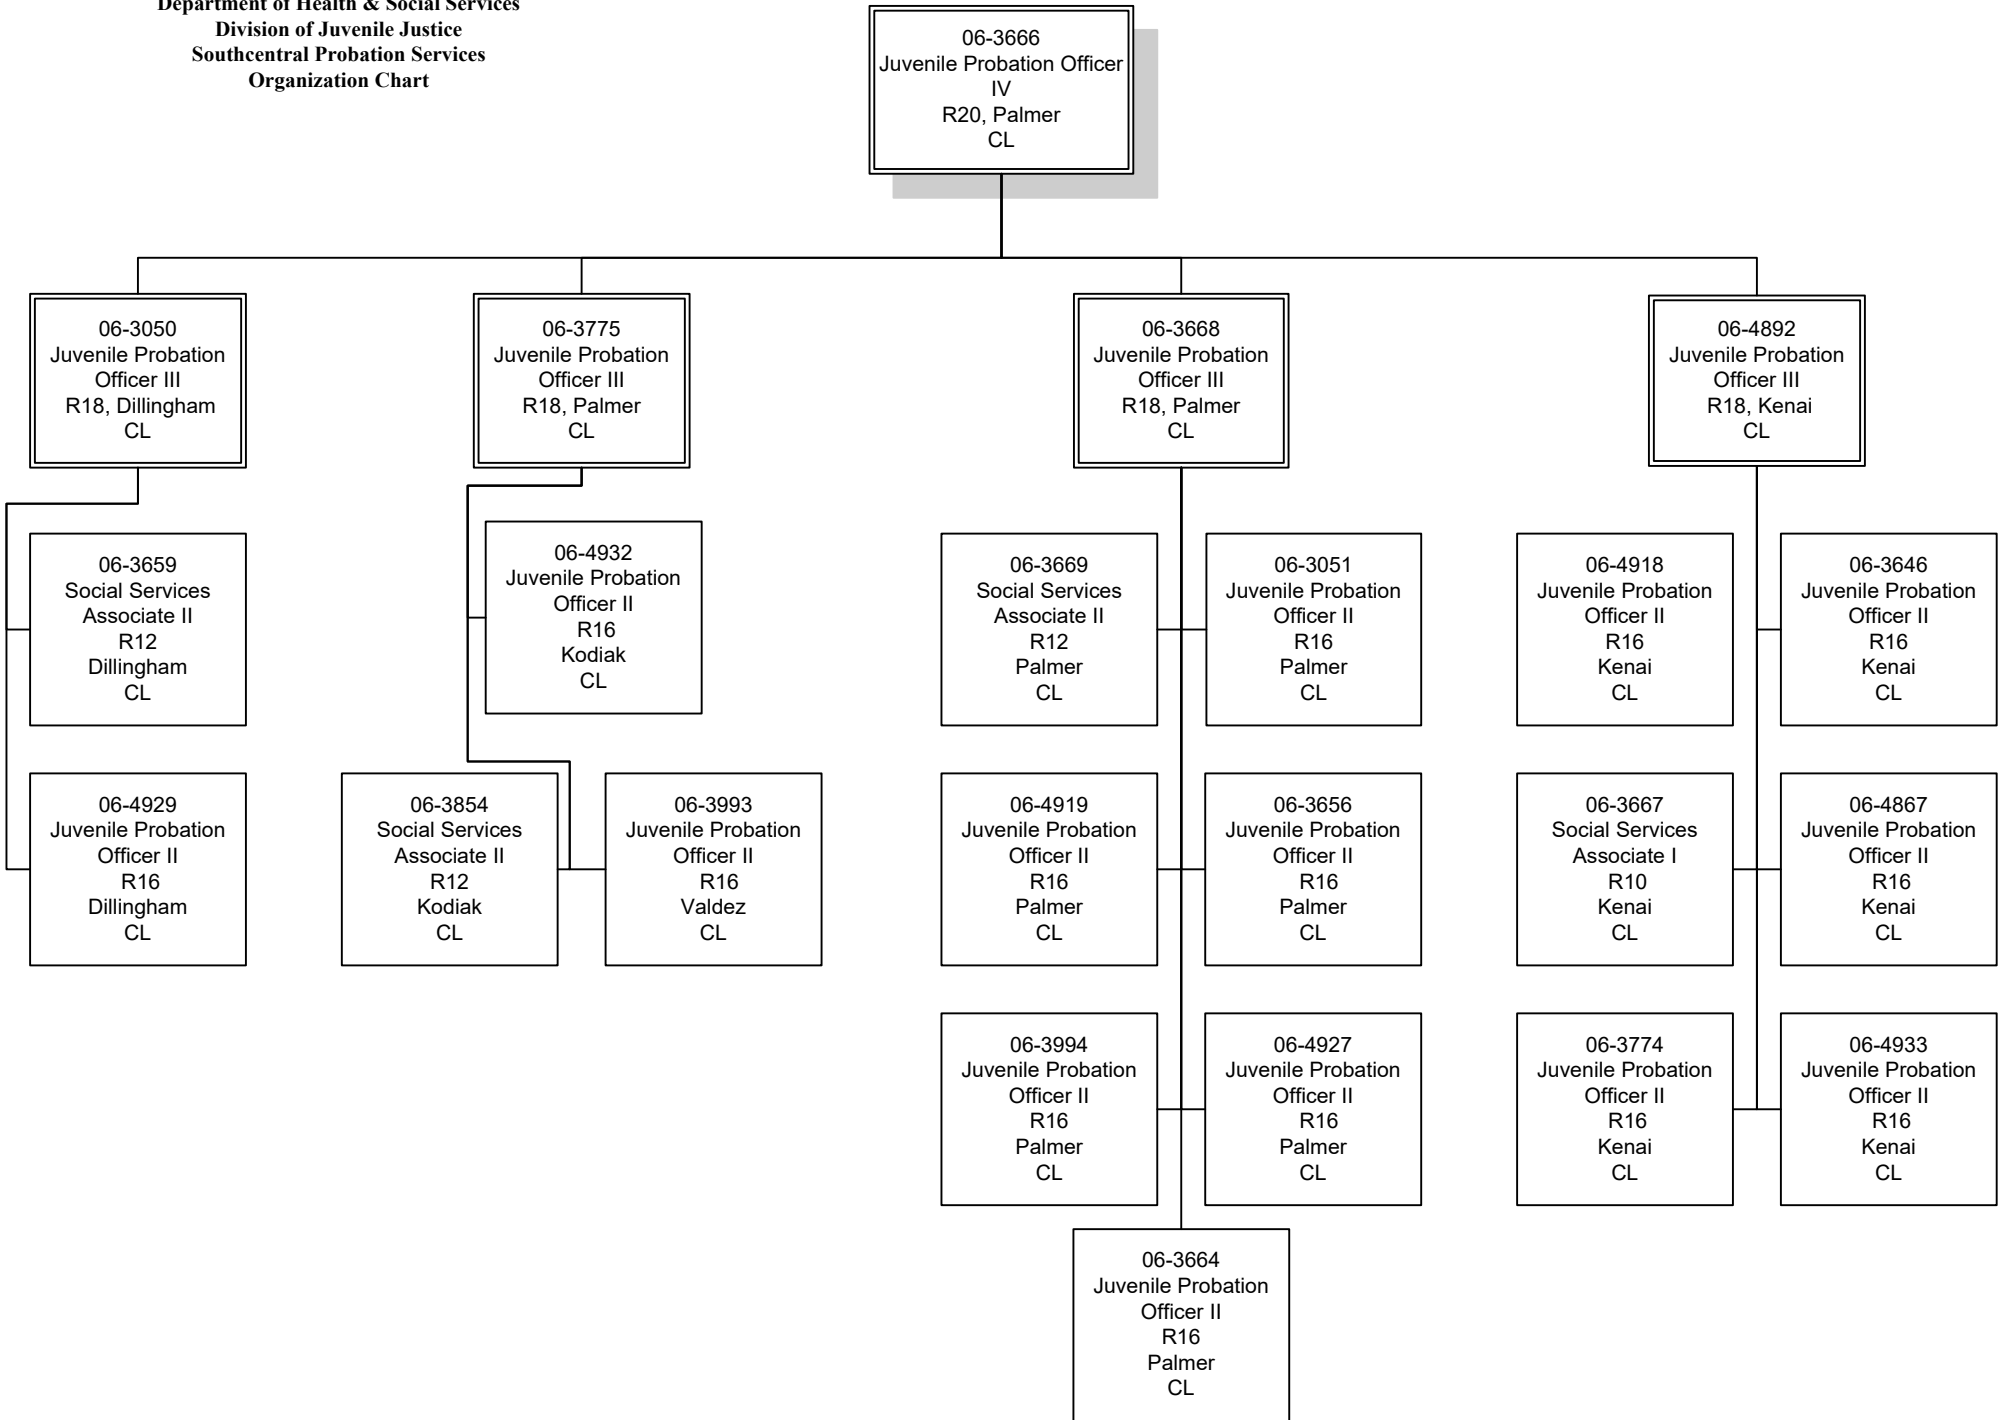 Department of Health & Social Services
Division of Juvenile Justice
Southcentral Probation Services
Organization Chart
06-3666
Juvenile Probation Officer
IV
R20, Palmer
CL
06-3050
Juvenile Probation
Officer III
R18, Dillingham
CL
06-3775
Juvenile Probation
Officer III
R18, Palmer
CL
06-3668
Juvenile Probation
Officer III
R18, Palmer
CL
06-4892
Juvenile Probation
Officer III
R18, Kenai
CL
06-3659
Social Services
Associate II
R12
Dillingham
CL
06-4932
Juvenile Probation
Officer II
R16
Kodiak
CL
06-3669
Social Services
Associate II
R12
Palmer
CL
06-3051
Juvenile Probation
Officer II
R16
Palmer
CL
06-4918
Juvenile Probation
Officer II
R16
Kenai
CL
06-3646
Juvenile Probation
Officer II
R16
Kenai
CL
06-4929
Juvenile Probation
Officer II
R16
Dillingham
CL
06-3854
Social Services
Associate II
R12
Kodiak
CL
06-3993
Juvenile Probation
Officer II
R16
Valdez
CL
06-4919
Juvenile Probation
Officer II
R16
Palmer
CL
06-3656
Juvenile Probation
Officer II
R16
Palmer
CL
06-3667
Social Services
Associate I
R10
Kenai
CL
06-4867
Juvenile Probation
Officer II
R16
Kenai
CL
06-3994
Juvenile Probation
Officer II
R16
Palmer
CL
06-4927
Juvenile Probation
Officer II
R16
Palmer
CL
06-3774
Juvenile Probation
Officer II
R16
Kenai
CL
06-4933
Juvenile Probation
Officer II
R16
Kenai
CL
06-3664
Juvenile Probation
Officer II
R16
Palmer
CL